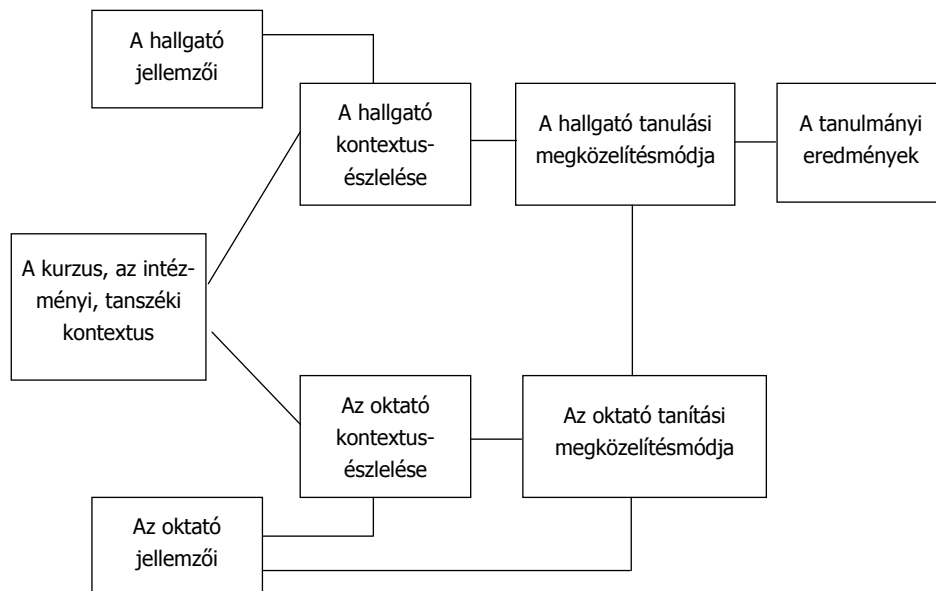 A hallgató
jellemzői
A hallgató
kontextus-
észlelése
A hallgató tanulási
megközelítésmódja
A tanulmányi
eredmények
A kurzus, az intéz-
ményi, tanszéki
kontextus
Az oktató
kontextus-
észlelése
Az oktató tanítási
megközelítésmódja
Az oktató
jellemzői